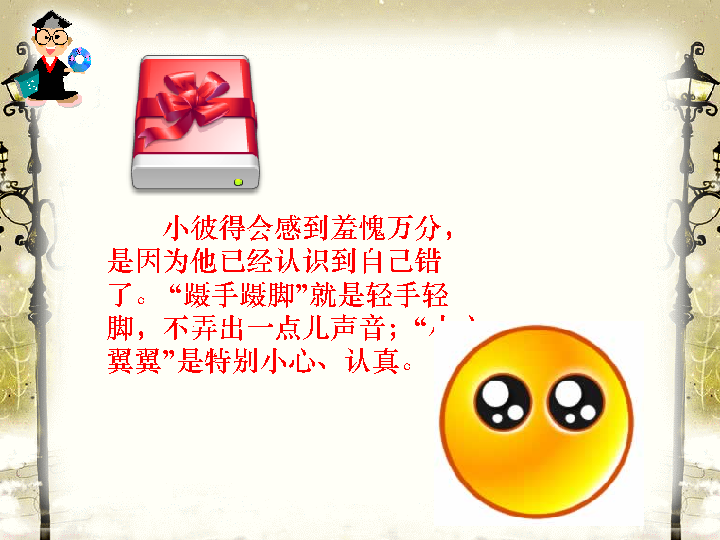 小彼得会感到羞愧万分，
是因为他已经认识到自己错
了。“蹑手蹑脚”就是轻手轻
脚，不弄出一点儿声音；“
翼翼”是特别小心、认真。